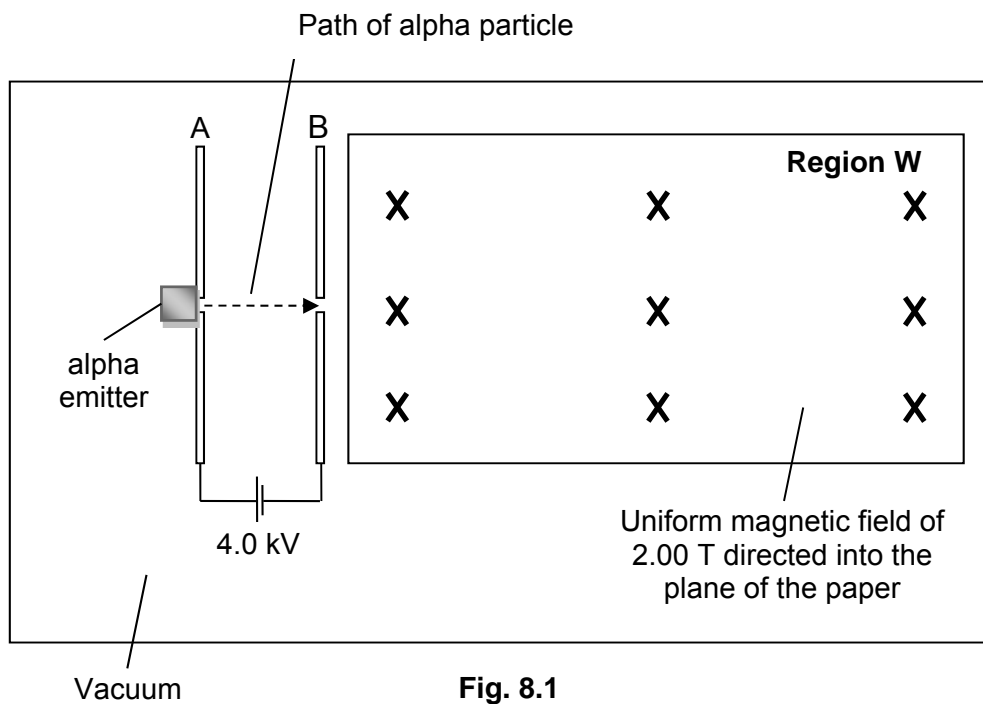 Path of alpha particle
A
B
Region W
X X X
X X X
X X X
alpha
emitter
4.0 kV
Uniform magnetic field of
2.00 T directed into the
plane of the paper
Vacuum
Fig. 8.1